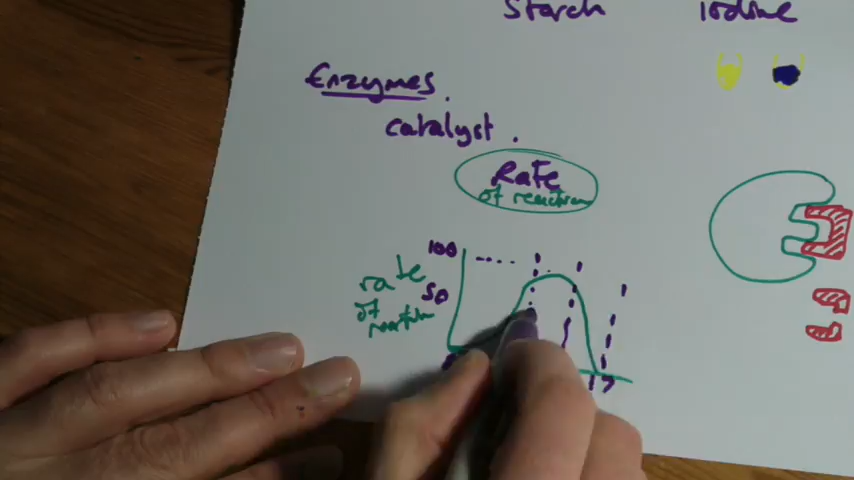 Starch iodine
Enzymes.
catalyst.
Rate
of reaction
100
50
rate
of
reaction